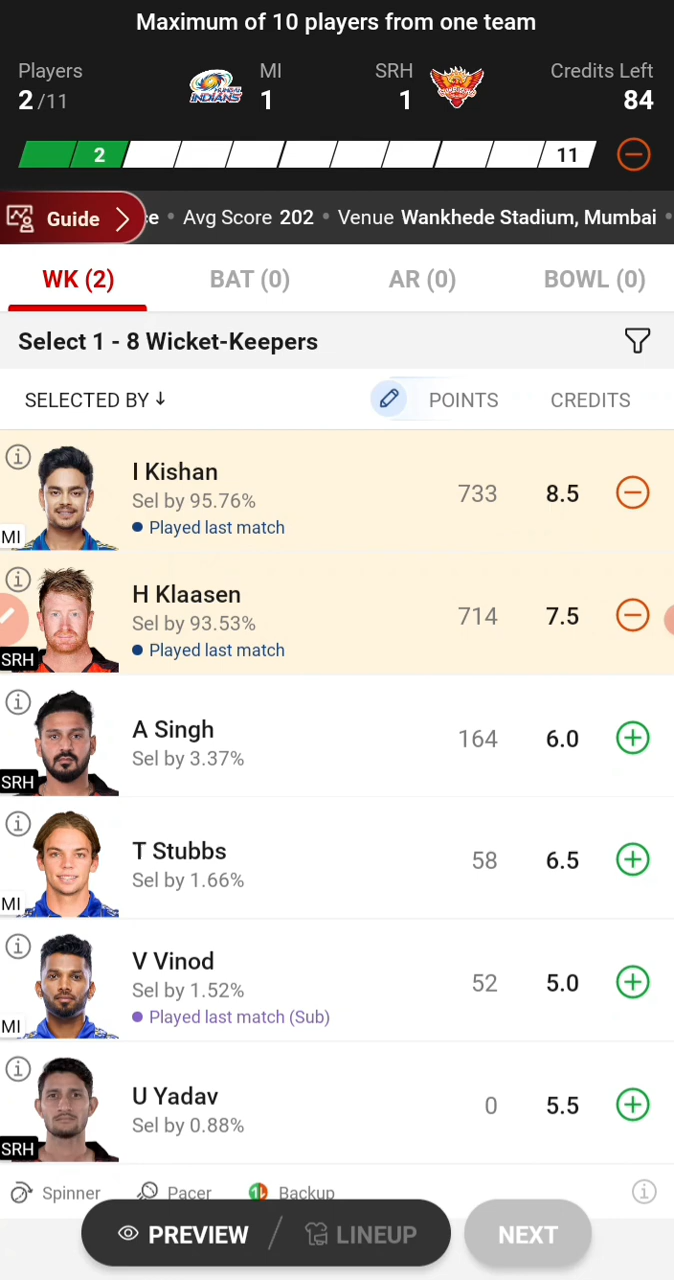 Maximum of 10 players from one team
Players
2 /11
MUMBAI
INDIANS
MI
1
SRH
1
Credits Left
84
2
11
Guide
ce • Avg Score 202 • Venue Wankhede Stadium, Mumbai •
WK (2)
BAT (0)
AR (0)
BOWL (0)
Select 1 - 8 Wicket-Keepers
SELECTED BY ↓
POINTS
CREDITS
I Kishan
Sel by 95.76%
Played last match
MI
733
8.5
H Klaasen
Sel by 93.53%
Played last match
SRH
714
7.5
A Singh
Sel by 3.37%
SRH
164
6.0
T Stubbs
Sel by 1.66%
MI
58
6.5
V Vinod
Sel by 1.52%
Played last match (Sub)
MI
52
5.0
U Yadav
Sel by 0.88%
SRH
0
5.5
Spinner
Pacer
Backup
PREVIEW / LINEUP
NEXT